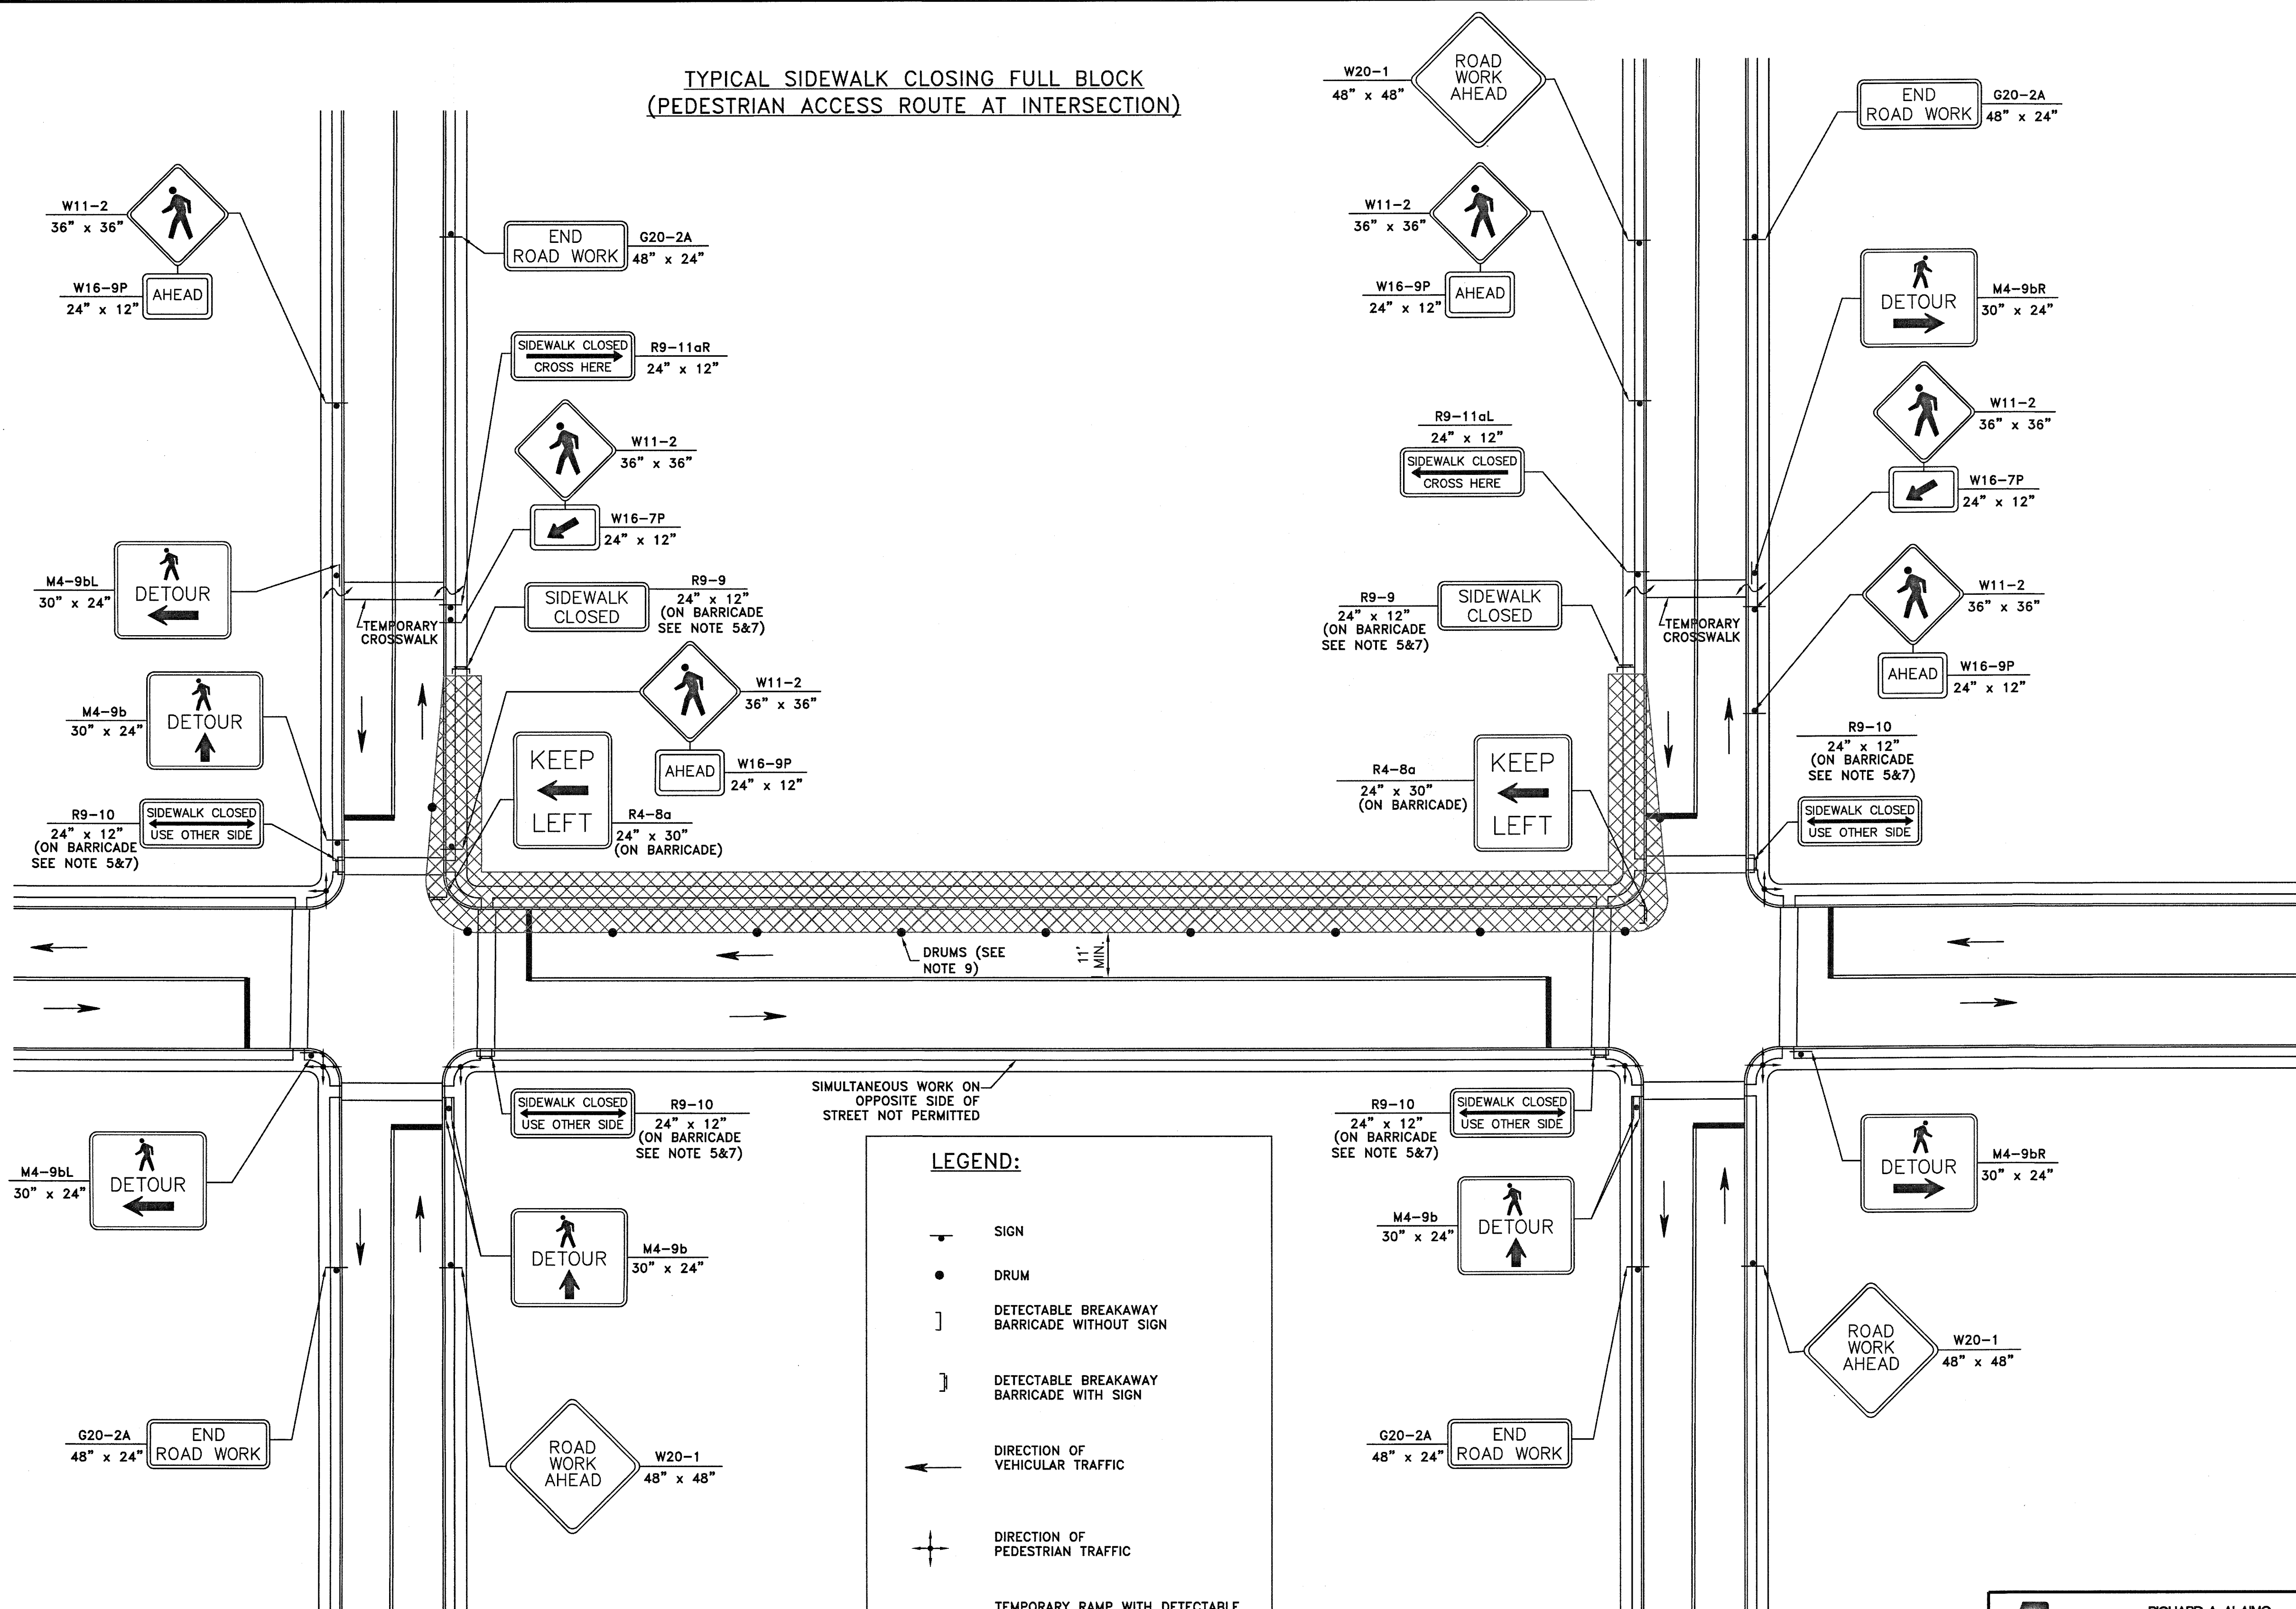 TYPICAL SIDEWALK CLOSING FULL BLOCK
(PEDESTRIAN ACCESS ROUTE AT INTERSECTION)
W11-2
36" x 36"
W16-9P
24" x 12"
AHEAD
END
ROAD WORK
G20-2A
48" x 24"
SIDEWALK CLOSED
CROSS HERE
R9-11aR
24" x 12"
W11-2
36" x 36"
W16-7P
24" x 12"
M4-9bL
30" x 24"
DETOUR
TEMPORARY
CROSSWALK
SIDEWALK
CLOSED
R9-9
24" x 12"
(ON BARRICADE
SEE NOTE 5&7)
W11-2
36" x 36"
AHEAD
W16-9P
24" x 12"
M4-9b
30" x 24"
DETOUR
KEEP
LEFT
R4-8a
24" x 30"
(ON BARRICADE)
R9-10
24" x 12"
(ON BARRICADE
SEE NOTE 5&7)
SIDEWALK CLOSED
USE OTHER SIDE
W20-1
48" x 48"
ROAD
WORK
AHEAD
END
ROAD WORK
G20-2A
48" x 24"
W11-2
36" x 36"
W16-9P
24" x 12"
AHEAD
DETOUR
M4-9bR
30" x 24"
W11-2
36" x 36"
W16-7P
24" x 12"
R9-11aL
24" x 12"
SIDEWALK CLOSED
CROSS HERE
R9-9
24" x 12"
(ON BARRICADE
SEE NOTE 5&7)
SIDEWALK
CLOSED
TEMPORARY
CROSSWALK
W11-2
36" x 36"
AHEAD
W16-9P
24" x 12"
R4-8a
24" x 30"
(ON BARRICADE)
KEEP
LEFT
R9-10
24" x 12"
(ON BARRICADE
SEE NOTE 5&7)
SIDEWALK CLOSED
USE OTHER SIDE
DRUMS (SEE
NOTE 9)
11'
MIN.
SIMULTANEOUS WORK ON
OPPOSITE SIDE OF
STREET NOT PERMITTED
SIDEWALK CLOSED
USE OTHER SIDE
R9-10
24" x 12"
(ON BARRICADE
SEE NOTE 5&7)
M4-9bL
30" x 24"
DETOUR
DETOUR
M4-9b
30" x 24"
G20-2A
48" x 24"
END
ROAD WORK
ROAD
WORK
AHEAD
W20-1
48" x 48"
R9-10
24" x 12"
(ON BARRICADE
SEE NOTE 5&7)
SIDEWALK CLOSED
USE OTHER SIDE
M4-9b
30" x 24"
DETOUR
DETOUR
M4-9bR
30" x 24"
G20-2A
48" x 24"
END
ROAD WORK
ROAD
WORK
AHEAD
W20-1
48" x 48"
LEGEND:
SIGN
DRUM
DETECTABLE BREAKAWAY
BARRICADE WITHOUT SIGN
DETECTABLE BREAKAWAY
BARRICADE WITH SIGN
DIRECTION OF
VEHICULAR TRAFFIC
DIRECTION OF
PEDESTRIAN TRAFFIC
TEMPORARY RAMP WITH DETECTABLE
RICHARD A. ALAIMO